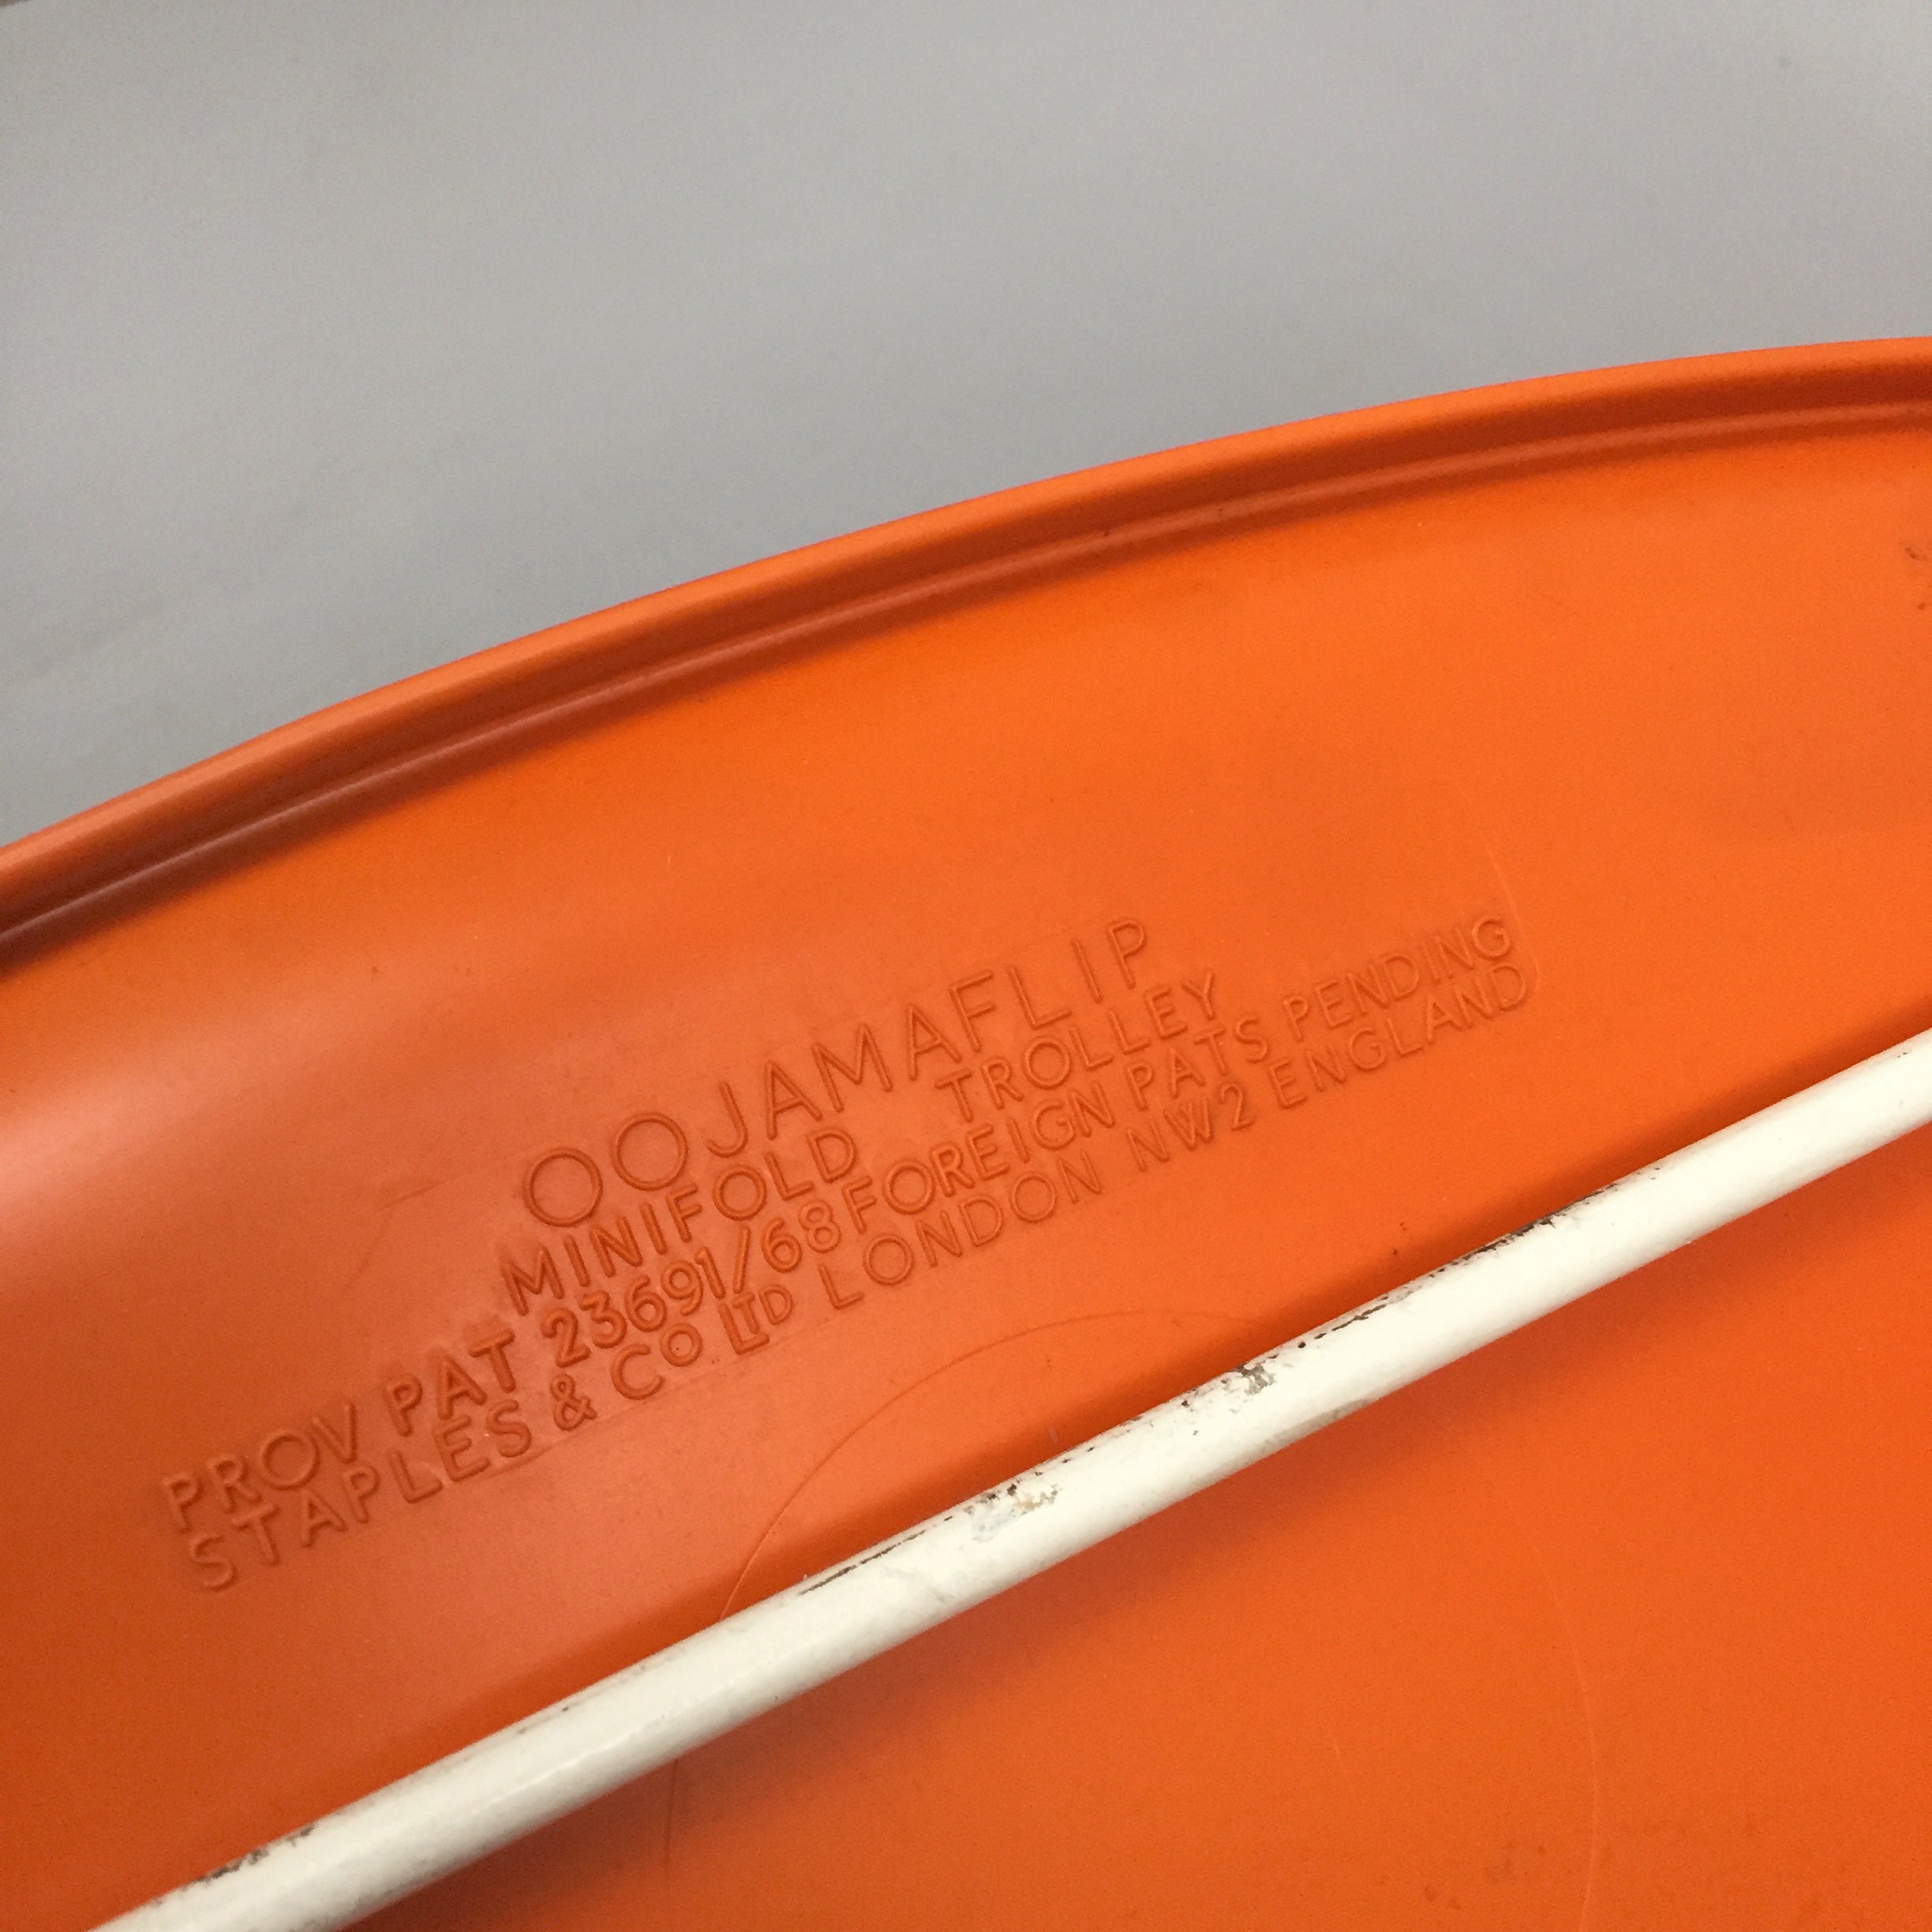 OOJAMAFLIP
MINIFOLD TROLLEY
PROV PAT 23691/68 FOREIGN PATS PENDING
STAPLES & Cº LTD LONDON NW2 ENGLAND